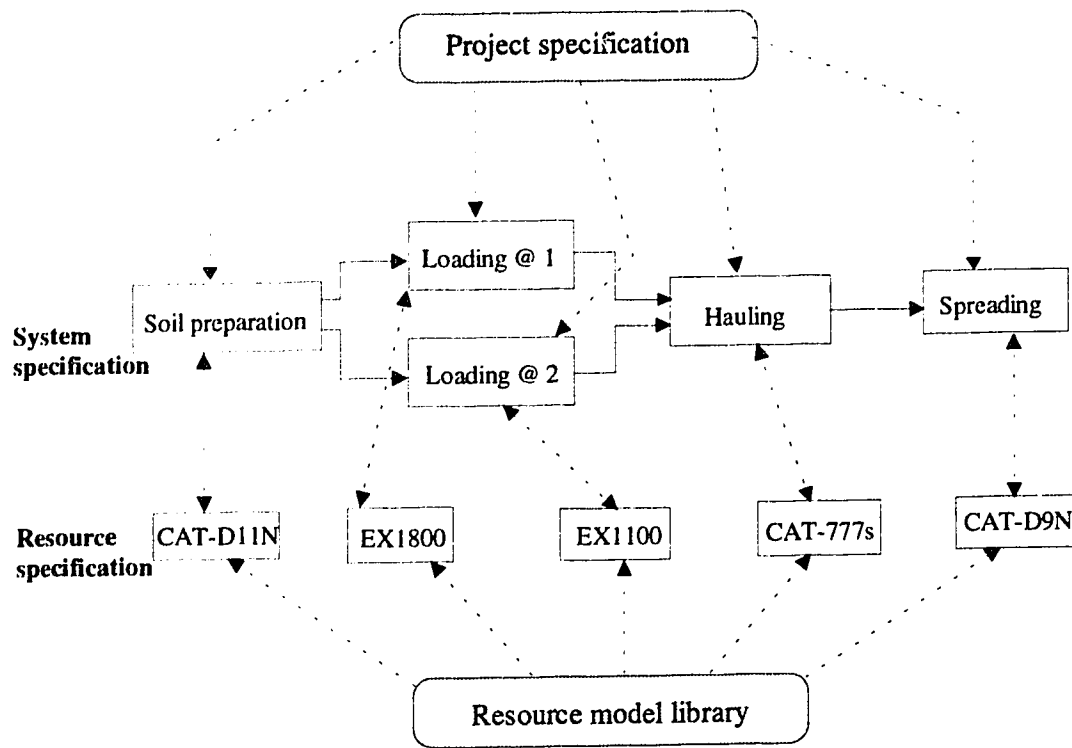 Project specification
Loading @ 1
Soil preparation
Hauling
Spreading
System
specification
Loading @ 2
Resource
specification
CAT-D11N
EX1800
EX1100
CAT-777s
CAT-D9N
Resource model library